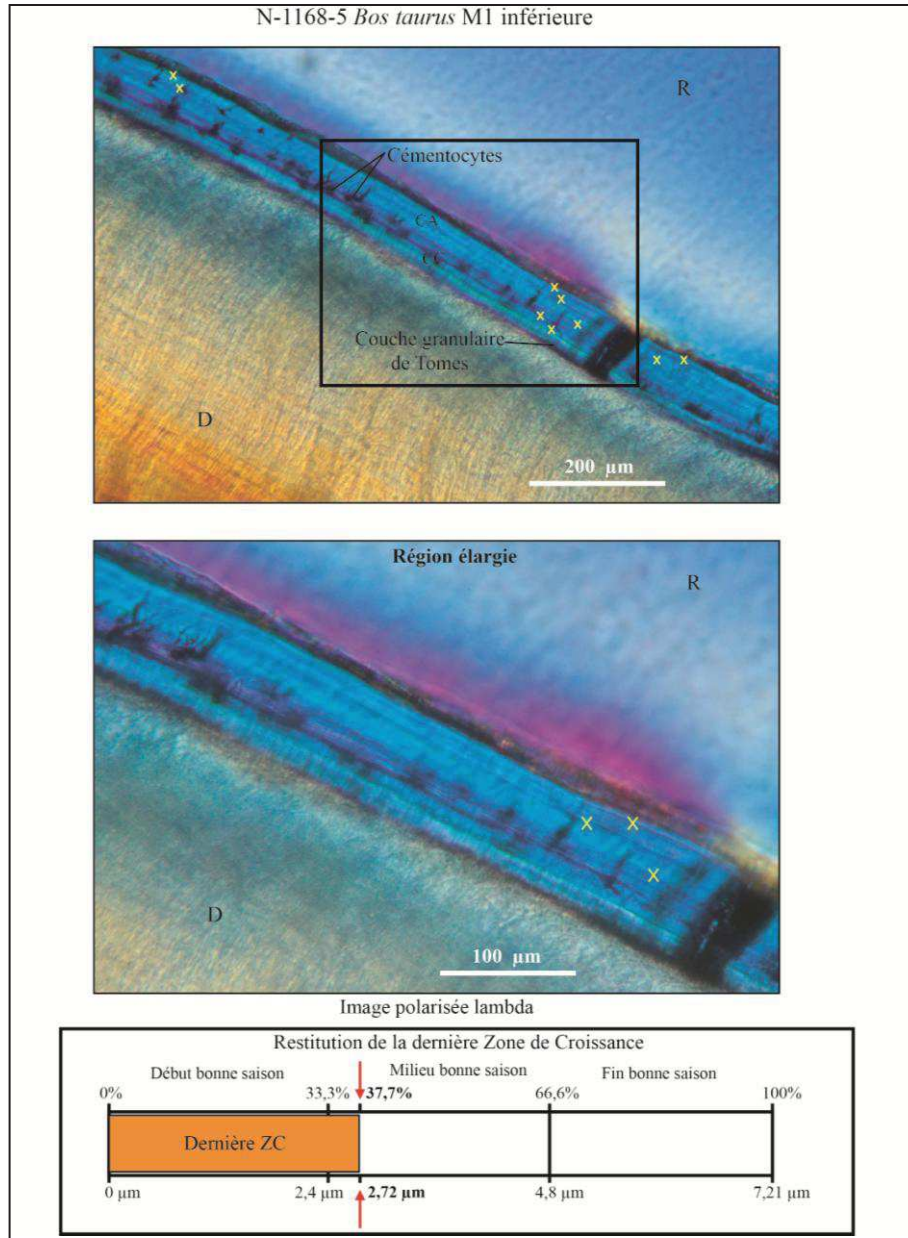 N-1168-5 Bos taurus M1 inférieure
R
Cémentocytes
CA
CC
Couche granulaire
de Tomes
D
200 µm
Région élargie
R
D
100 µm
Image polarisée lambda
Restitution de la dernière Zone de Croissance
Début bonne saison Milieu bonne saison Fin bonne saison
0% 33,3% 37,7% 66,6% 100%
Dernière ZC
0 µm 2,4 µm 2,72 µm 4,8 µm 7,21 µm